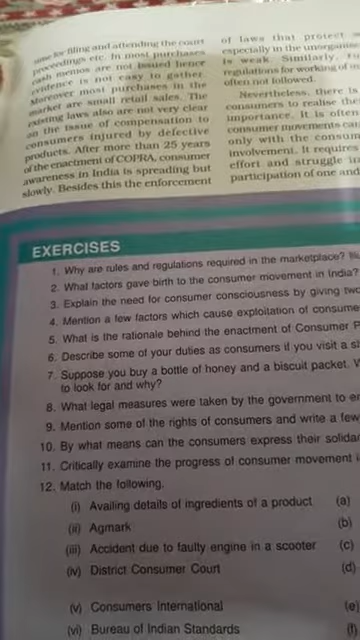 time for filing and attending the court
proceedings etc. In most purchases
cash memos are not issued hence
evidence is not easy to gather.
Moreover most purchases in the
market are small retail sales. The
existing laws also are not very clear
on the issue of compensation to
consumers injured by defective
products. After more than 25 years
of the enactment of COPRA, consumer
awareness in India is spreading but
slowly. Besides this the enforcement
of laws that protect
especially in the
is weak. Similarly,
regulations for working of
often not followed.
Nevertheless, there is
consumers to realise the
importance. It is often
consumer movements can
only with the
involvement. It requires
effort and struggle
participation of one and
EXERCISES
1. Why are rules and regulations required in the marketplace?
2. What factors gave birth to the consumer movement in India?
3. Explain the need for consumer consciousness by giving two
4. Mention a few factors which cause exploitation of consume
5. What is the rationale behind the enactment of Consumer P
6. Describe some of your duties as consumers if you visit a
7. Suppose you buy a bottle of honey and a biscuit packet.
to look for and why?
8. What legal measures were taken by the government to
9. Mention some of the rights of consumers and write a few
10. By what means can the consumers express their solidar
11. Critically examine the progress of consumer movement
12. Match the following.
(i) Availing details of ingredients of a product (a)
(ii) Agmark (b)
(iii) Accident due to faulty engine in a scooter (c)
(iv) District Consumer Court (d)
(v) Consumers International (e)
(vi) Bureau of Indian Standards (f)